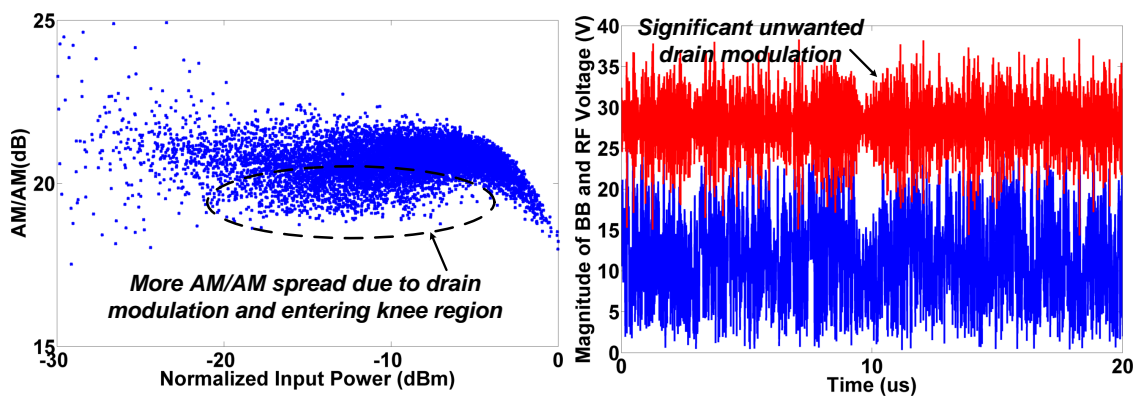 25
20
15
-30
-20
-10
0
AM/AM(dB)
Normalized Input Power (dBm)
More AM/AM spread due to drain
modulation and entering knee region
40
35
30
25
20
15
10
5
0
0
10
20
Magnitude of BB and RF Voltage (V)
Time (us)
Significant unwanted
drain modulation